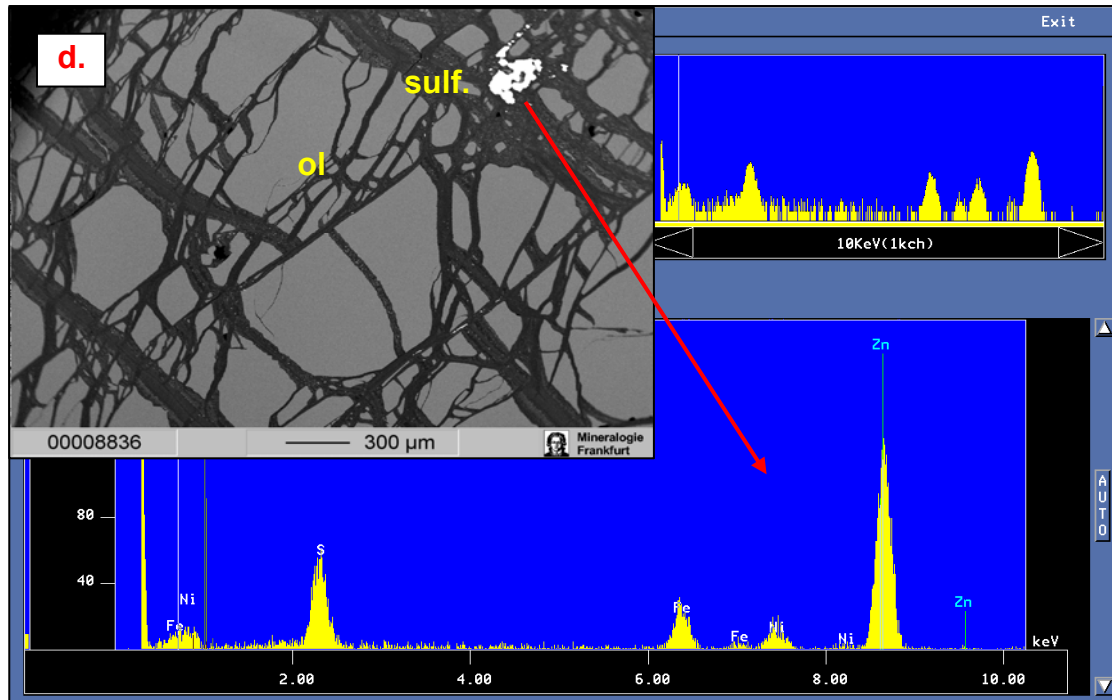 Exit
d.
sulf.
ol
10KeV(1kch)
00008836
300 µm
Mineralogie
Frankfurt
Zn
80
40
S
Ni
Fe
Fe
Fe
Ni
Ni
Zn
keV
2.00
4.00
6.00
8.00
10.00
AUTO